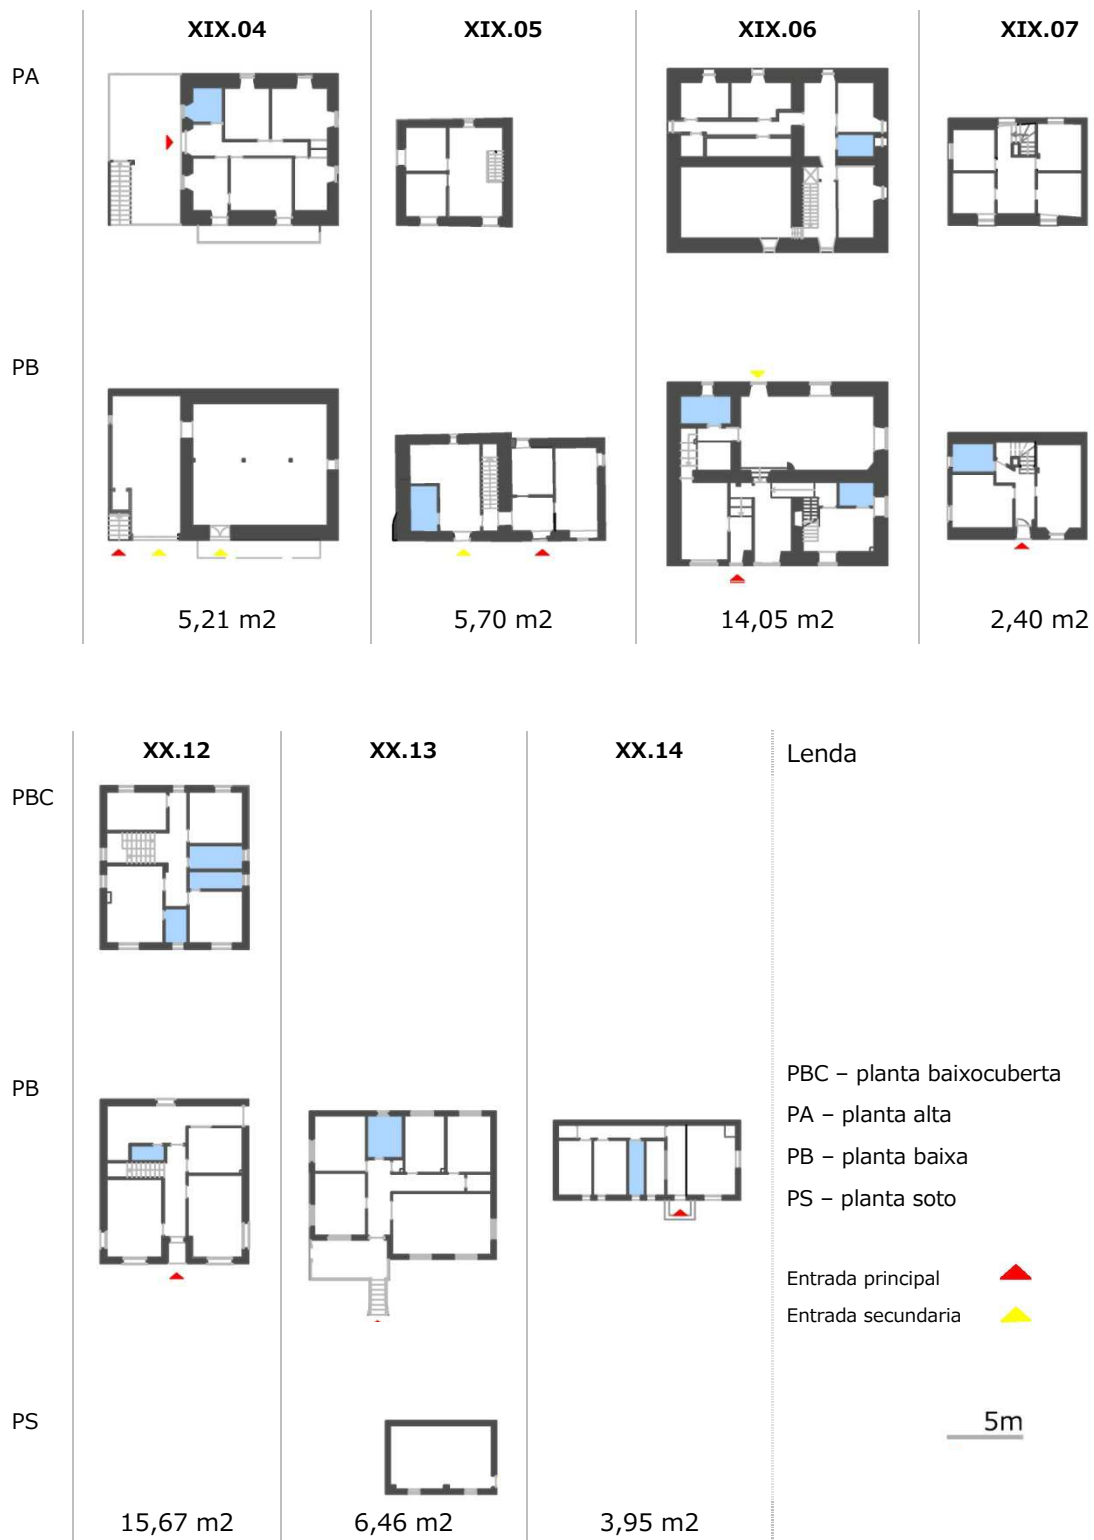 XIX.04 XIX.05 XIX.06 XIX.07
PA
PB
5,21 m2 5,70 m2 14,05 m2 2,40 m2
XX.12 XX.13 XX.14 Lenda
PBC
PB
PBC – planta baixocuberta
PA – planta alta
PB – planta baixa
PS – planta soto
Entrada principal
Entrada secundaria
PS
5m
15,67 m2 6,46 m2 3,95 m2